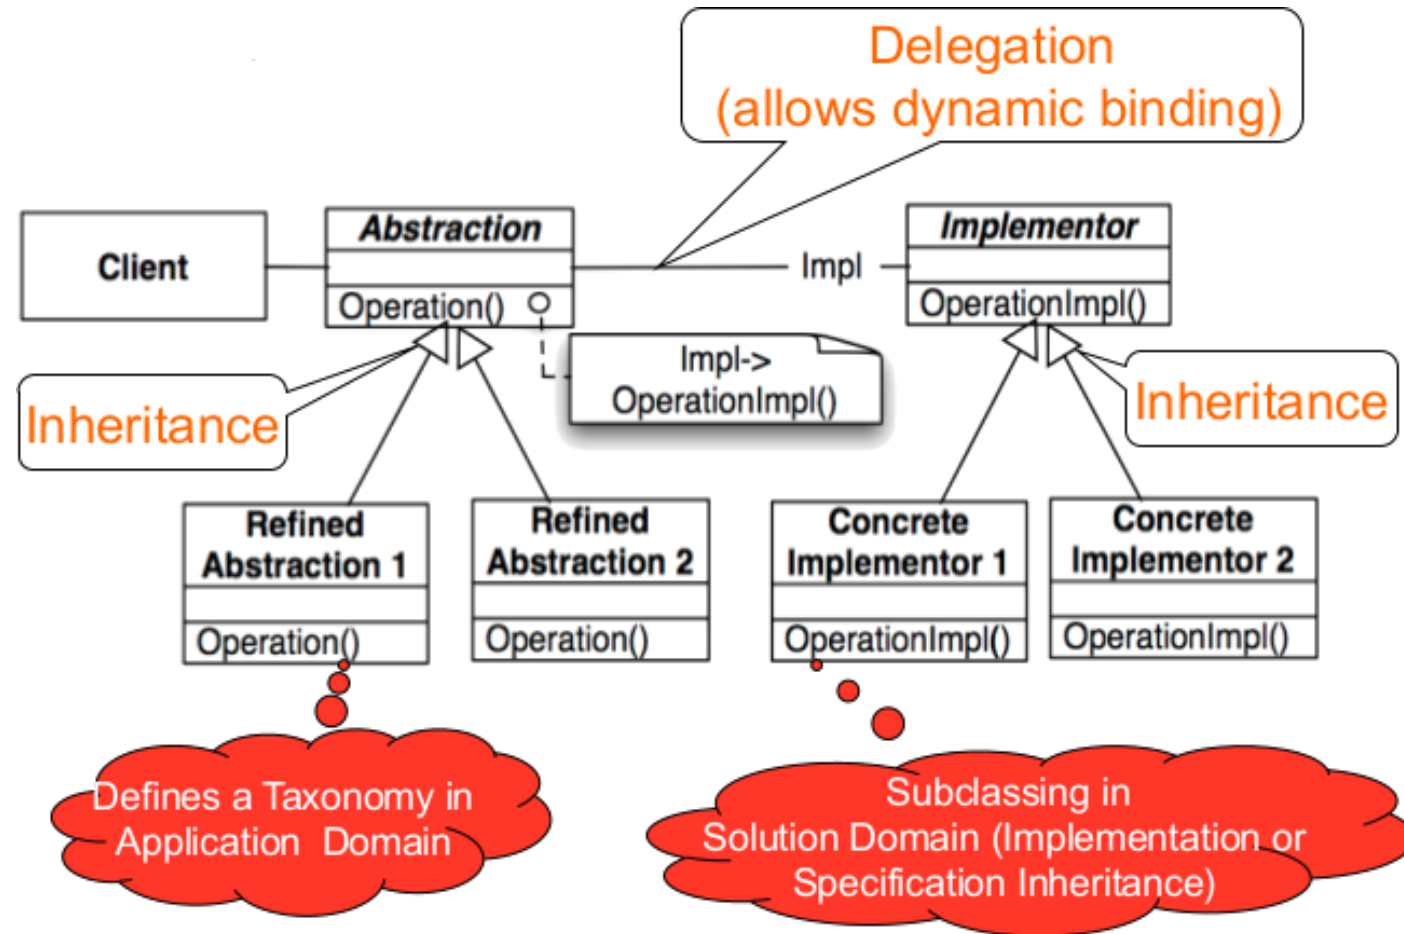 Delegation
(allows dynamic binding)
Client
Abstraction
Operation()
Impl
Implementor
OperationImpl()
Impl->
OperationImpl()
Inheritance
Inheritance
Refined
Abstraction 1
Operation()
Refined
Abstraction 2
Operation()
Concrete
Implementor 1
OperationImpl()
Concrete
Implementor 2
OperationImpl()
Defines a Taxonomy in
Application Domain
Subclassing in
Solution Domain (Implementation or
Specification Inheritance)